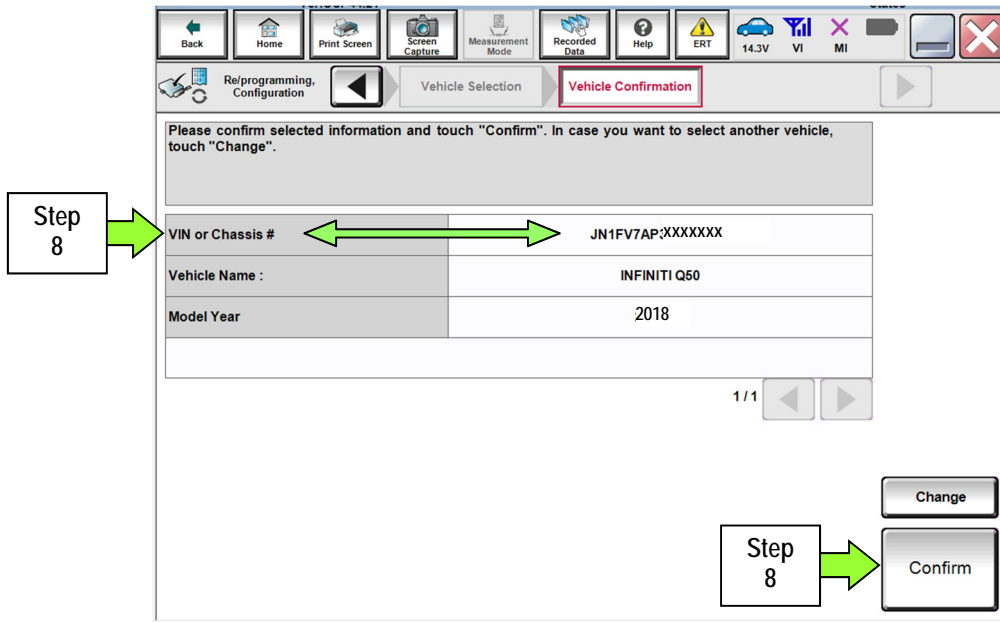 Back
Home
Print Screen
Screen
Capture
Measurement
Mode
Recorded
Data
Help
ERT
14.3V
VI
MI
Re/programming,
Configuration
Vehicle Selection
Vehicle Confirmation
Please confirm selected information and touch "Confirm". In case you want to select another vehicle,
touch "Change".
Step
8
VIN or Chassis #
JN1FV7AP XXXXXXX
Vehicle Name :
INFINITI Q50
Model Year
2018
1 / 1
Change
Step
8
Confirm